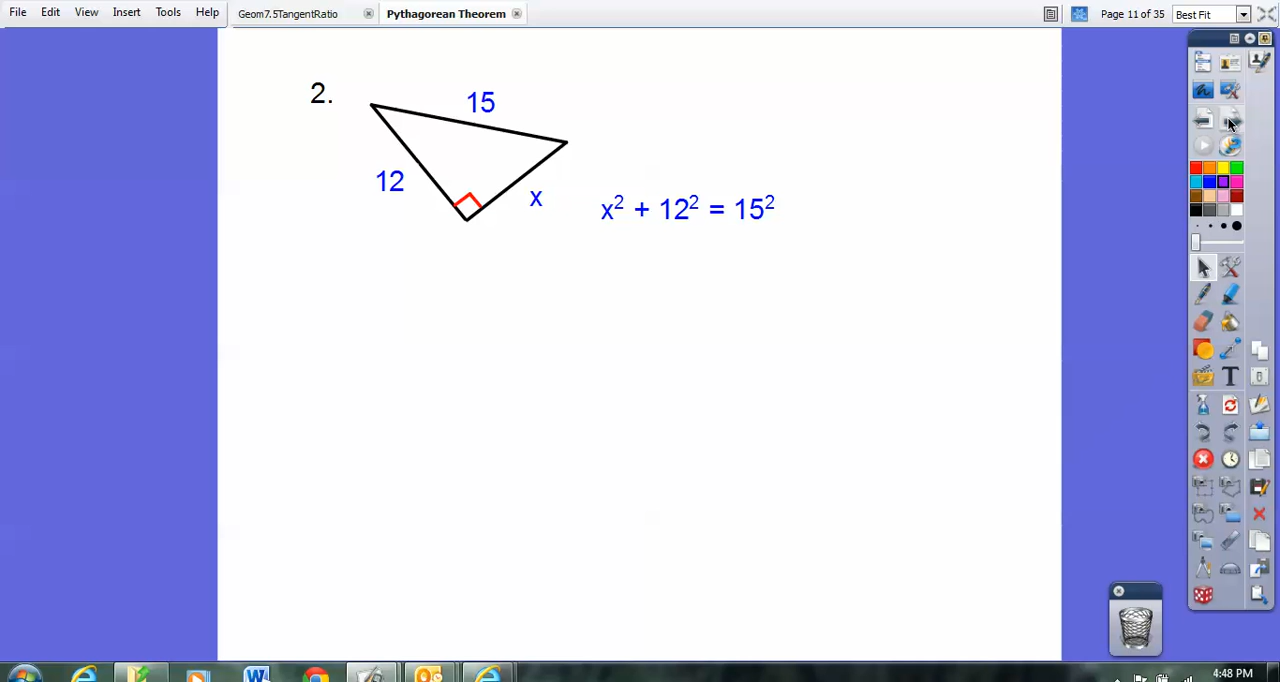 File Edit View Insert Tools Help
Geom7.5TangentRatio Pythagorean Theorem
Page 11 of 35 Best Fit
2.
15
12
x
x² + 12² = 15²
4:48 PM